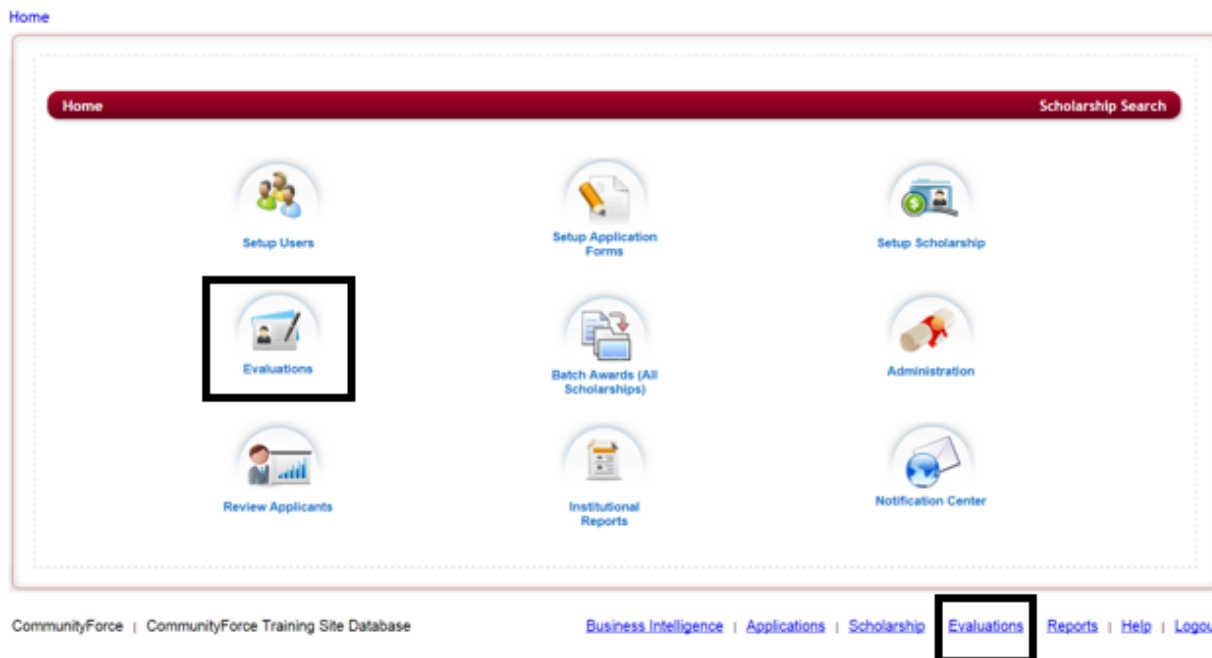 Home
Home Scholarship Search
Setup Users
Setup Application
Forms
Setup Scholarship
Evaluations
Batch Awards (All
Scholarships)
Administration
Review Applicants
Institutional
Reports
Notification Center
CommunityForce | CommunityForce Training Site Database Business Intelligence | Applications | Scholarship Evaluations Reports | Help | Logou